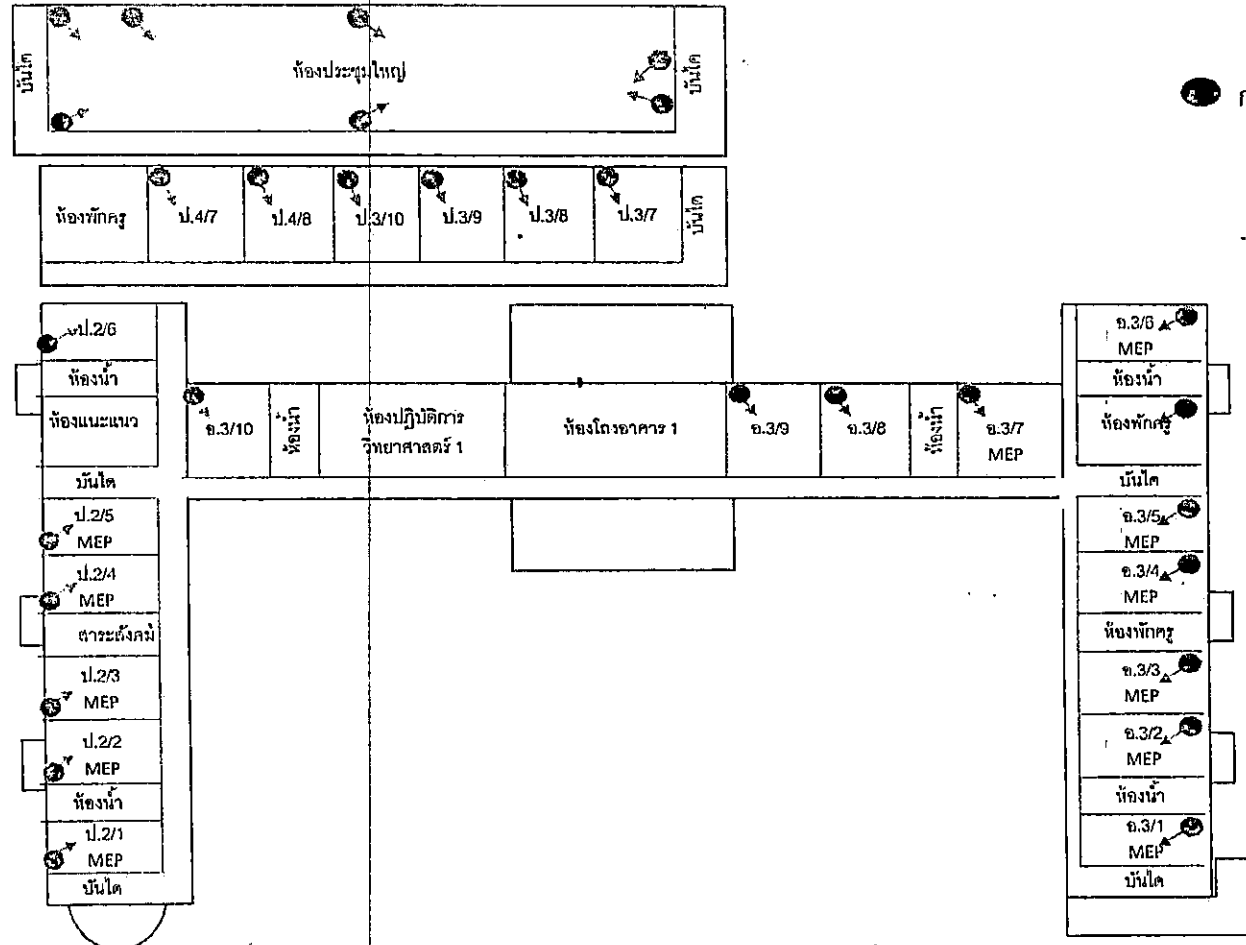 บันได
ห้องประชุมใหญ่
บันได
ห้องพักครู
ป.4/7
ป.4/8
ป.3/10
ป.3/9
ป.3/8
ป.3/7
บันได
ป.2/6
ห้องน้ำ
ห้องแนะแนว
บันได
ป.2/5
MEP
ป.2/4
MEP
สาระสังคม
ป.2/3
MEP
ป.2/2
MEP
ห้องน้ำ
ป.2/1
MEP
บันได
อ.3/10
ห้องน้ำ
ห้องปฏิบัติการ
วิทยาศาสตร์ 1
ห้องโถงอาคาร 1
อ.3/9
อ.3/8
ห้องน้ำ
อ.3/7
MEP
อ.3/6
MEP
ห้องน้ำ
ห้องพักครู
บันได
อ.3/5
MEP
อ.3/4
MEP
ห้องพักครู
อ.3/3
MEP
อ.3/2
MEP
ห้องน้ำ
อ.3/1
MEP
บันได